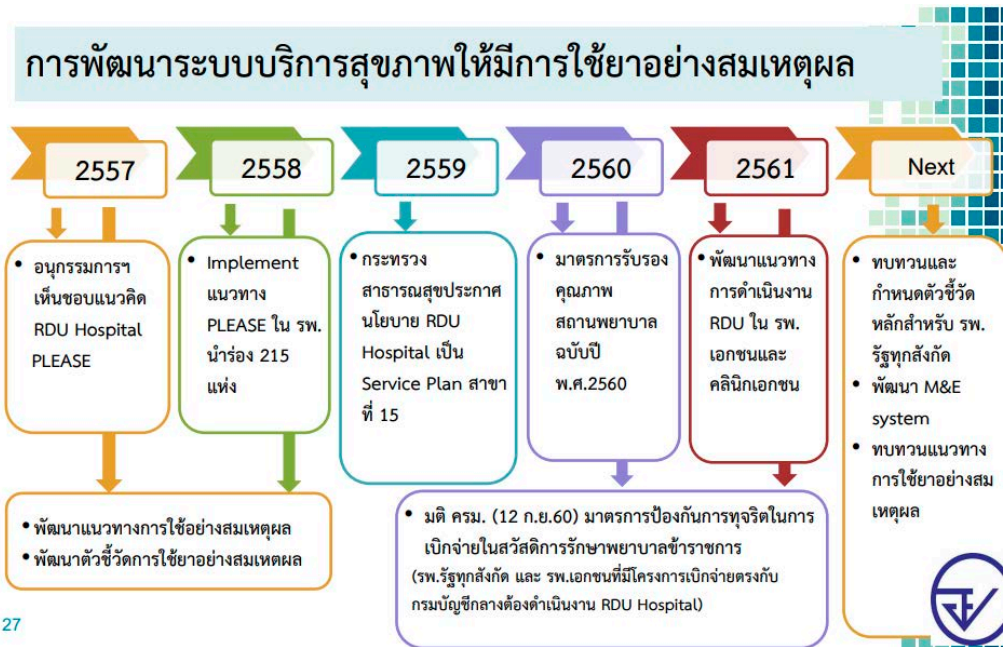 การพัฒนาระบบบริการสุขภาพให้มีการใช้ยาอย่างสมเหตุผล
2557
อนุกรรมการฯ
เห็นชอบแนวคิด
RDU Hospital
PLEASE
2558
Implement
แนวทาง
PLEASE ใน รพ.
นำร่อง 215
แห่ง
2559
กระทรวง
สาธารณสุขประกาศ
นโยบาย RDU
Hospital เป็น
Service Plan สาขา
ที่ 15
2560
มาตรการรับรอง
คุณภาพ
สถานพยาบาล
ฉบับปี
พ.ศ.2560
2561
พัฒนาแนวทาง
การดำเนินงาน
RDU ใน รพ.
เอกชนและ
คลินิกเอกชน
Next
ทบทวนและ
กำหนดตัวชี้วัด
หลักสำหรับ รพ.
รัฐทุกสังกัด
พัฒนา M&E
system
ทบทวนแนวทาง
การใช้ยาอย่างสม
เหตุผล
พัฒนาแนวทางการใช้อย่างสมเหตุผล
พัฒนาตัวชี้วัดการใช้ยาอย่างสมเหตผล
มติ ครม. (12 ก.ย.60) มาตรการป้องกันการทุจริตในการ
เบิกจ่ายในสวัสดิการรักษาพยาบาลข้าราชการ
(รพ.รัฐทุกสังกัด และ รพ.เอกชนที่มีโครงการเบิกจ่ายตรงกับ
กรมบัญชีกลางต้องดำเนินงาน RDU Hospital)
27